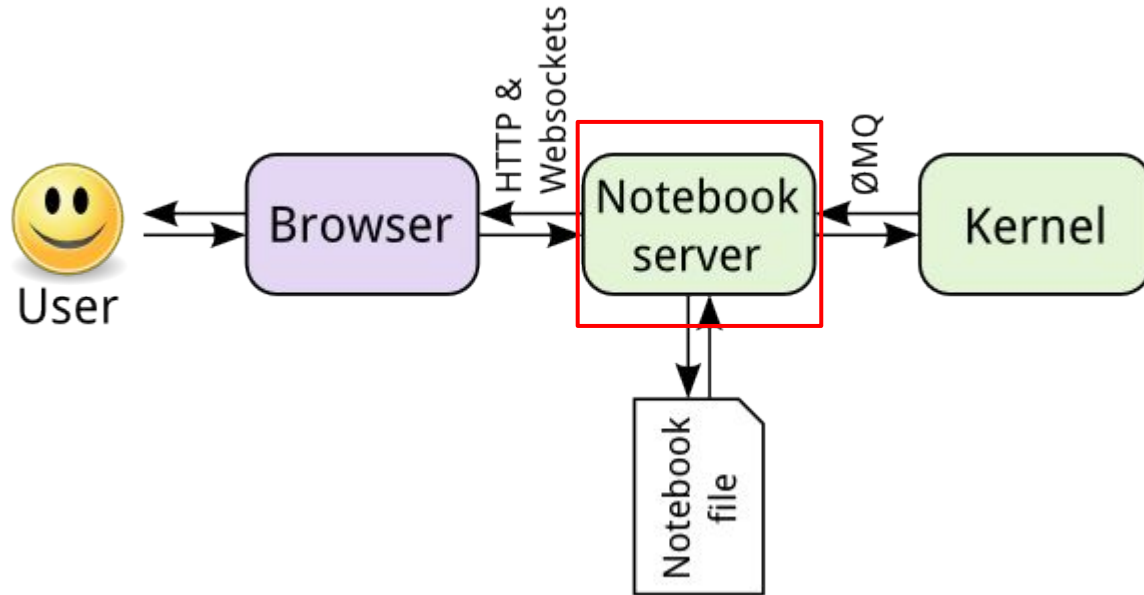 User
Browser
HTTP &
Websockets
Notebook
server
ØMQ
Kernel
Notebook
file